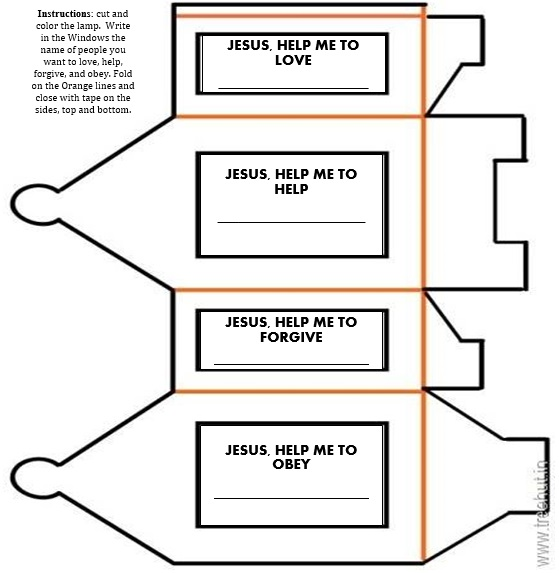 Instructions: cut and
color the lamp. Write
in the Windows the
name of people you
want to love, help,
forgive, and obey. Fold
on the Orange lines and
close with tape on the
sides, top and bottom.
JESUS, HELP ME TO
LOVE
JESUS, HELP ME TO
HELP
JESUS, HELP ME TO
FORGIVE
JESUS, HELP ME TO
OBEY
www.treehut.in